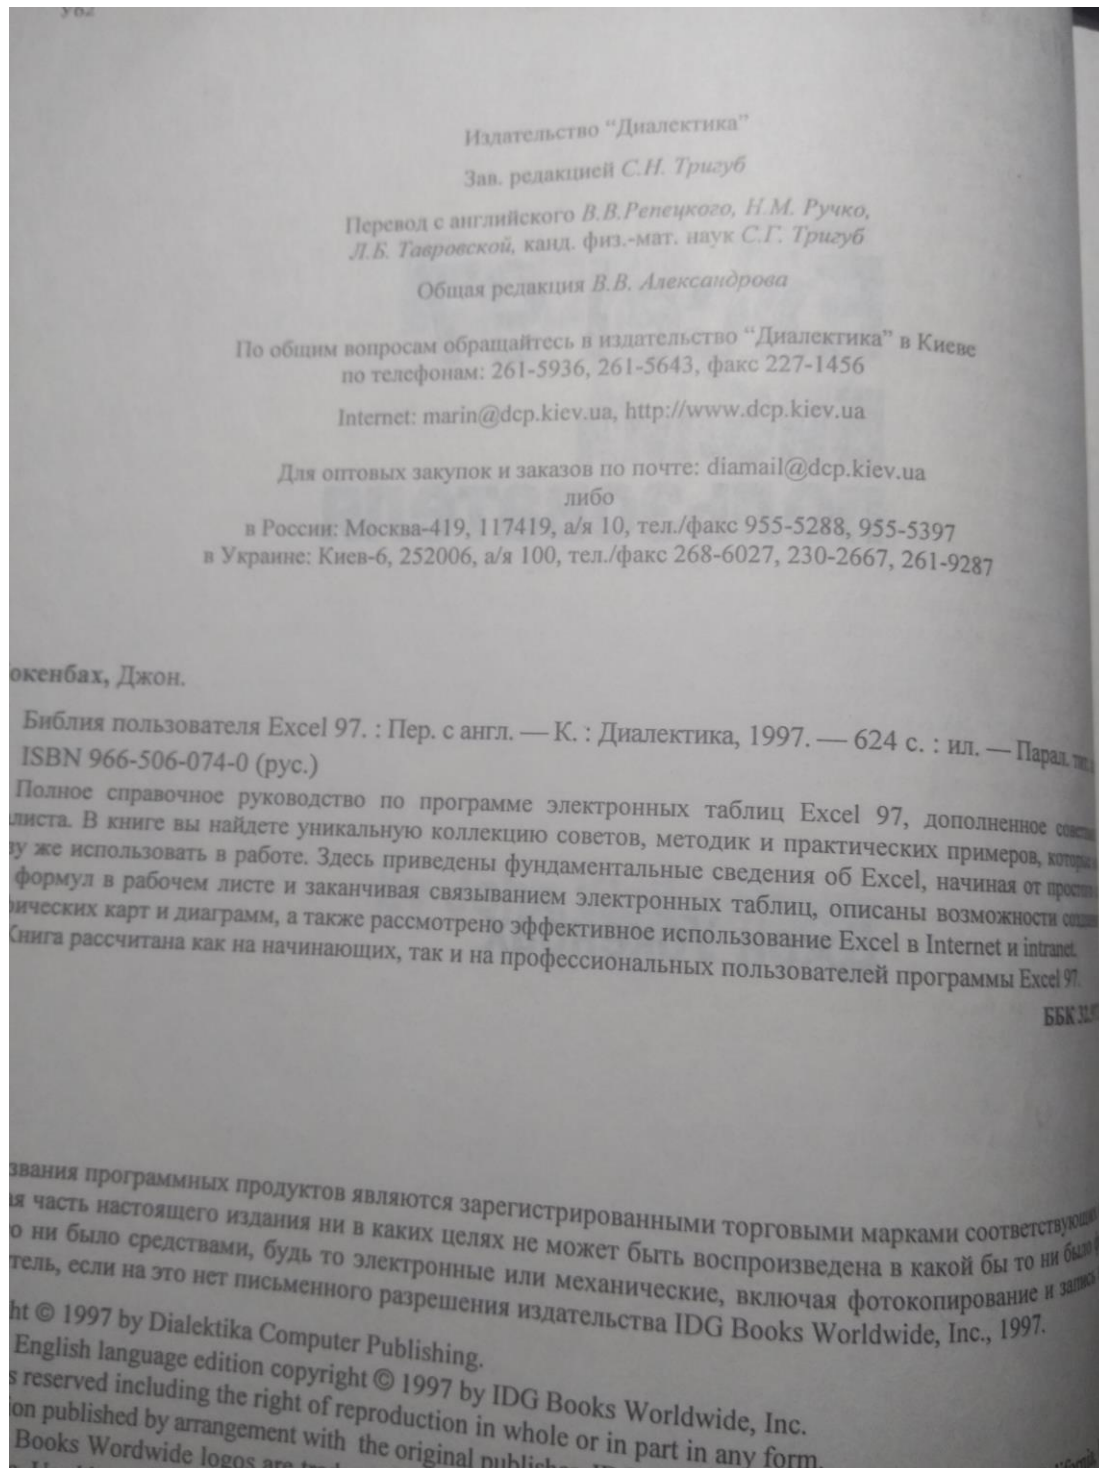 У62
Издательство “Диалектика”
Зав. редакцией С.Н. Тригуб
Перевод с английского В.В.Репецкого, Н.М. Ручко,
Л.Б. Тавровской, канд. физ.-мат. наук С.Г. Тригуб
Общая редакция В.В. Александрова
По общим вопросам обращайтесь в издательство “Диалектика” в Киеве
по телефонам: 261-5936, 261-5643, факс 227-1456
Internet: marin@dcp.kiev.ua, http://www.dcp.kiev.ua
Для оптовых закупок и заказов по почте: diamail@dcp.kiev.ua
либо
в России: Москва-419, 117419, а/я 10, тел./факс 955-5288, 955-5397
в Украине: Киев-6, 252006, а/я 100, тел./факс 268-6027, 230-2667, 261-9287
окенбах, Джон.
Библия пользователя Excel 97. : Пер. с англ. — К. : Диалектика, 1997. — 624 с. : ил. — Парал. тит.
ISBN 966-506-074-0 (рус.)
Полное справочное руководство по программе электронных таблиц Excel 97, дополненное
листа. В книге вы найдете уникальную коллекцию советов, методик и практических примеров,
зу же использовать в работе. Здесь приведены фундаментальные сведения об Excel, начиная от
формул в рабочем листе и заканчивая связыванием электронных таблиц, описаны возможности
рических карт и диаграмм, а также рассмотрено эффективное использование Excel в Internet и intranet.
Книга рассчитана как на начинающих, так и на профессиональных пользователей программы Excel 97.
ББК 32.97
звания программных продуктов являются зарегистрированными торговыми марками
ая часть настоящего издания ни в каких целях не может быть воспроизведена в какой бы то ни было
о ни было средствами, будь то электронные или механические, включая фотокопирование и запись
тель, если на это нет письменного разрешения издательства IDG Books Worldwide, Inc., 1997.
ht © 1997 by Dialektika Computer Publishing.
English language edition copyright © 1997 by IDG Books Worldwide, Inc.
s reserved including the right of reproduction in whole or in part in any form.
on published by arrangement with the original
Books Wordwide logos are